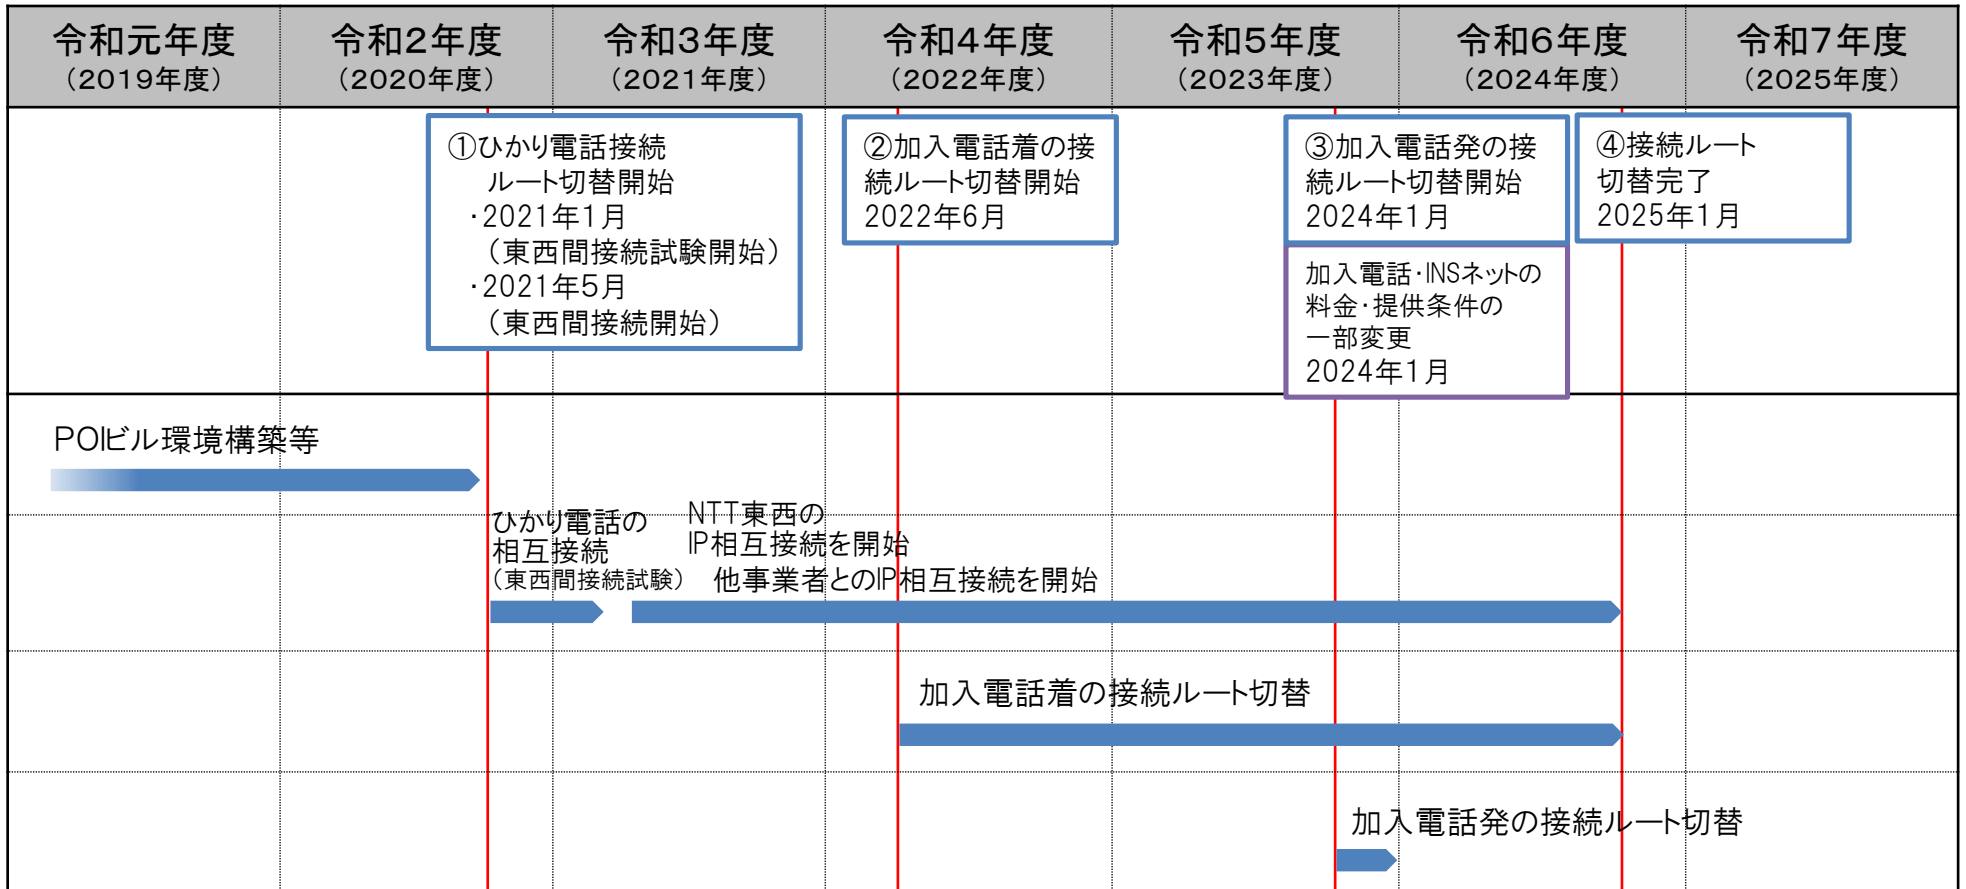 令和元年度
（2019年度）
令和2年度
（2020年度）
令和3年度
（2021年度）
令和4年度
（2022年度）
令和5年度
（2023年度）
令和6年度
（2024年度）
令和7年度
（2025年度）
①ひかり電話接続
ルート切替開始
・2021年1月
（東西間接続試験開始）
・2021年5月
（東西間接続開始）
②加入電話着の接
続ルート切替開始
2022年6月
③加入電話発の接
続ルート切替開始
2024年1月
加入電話・INSネットの
料金・提供条件の
一部変更
2024年1月
④接続ルート
切替完了
2025年1月
POIビル環境構築等
ひかり電話の
相互接続
（東西間接続試験）
NTT東西の
IP相互接続を開始
他事業者とのIP相互接続を開始
加入電話着の接続ルート切替
加入電話発の接続ルート切替